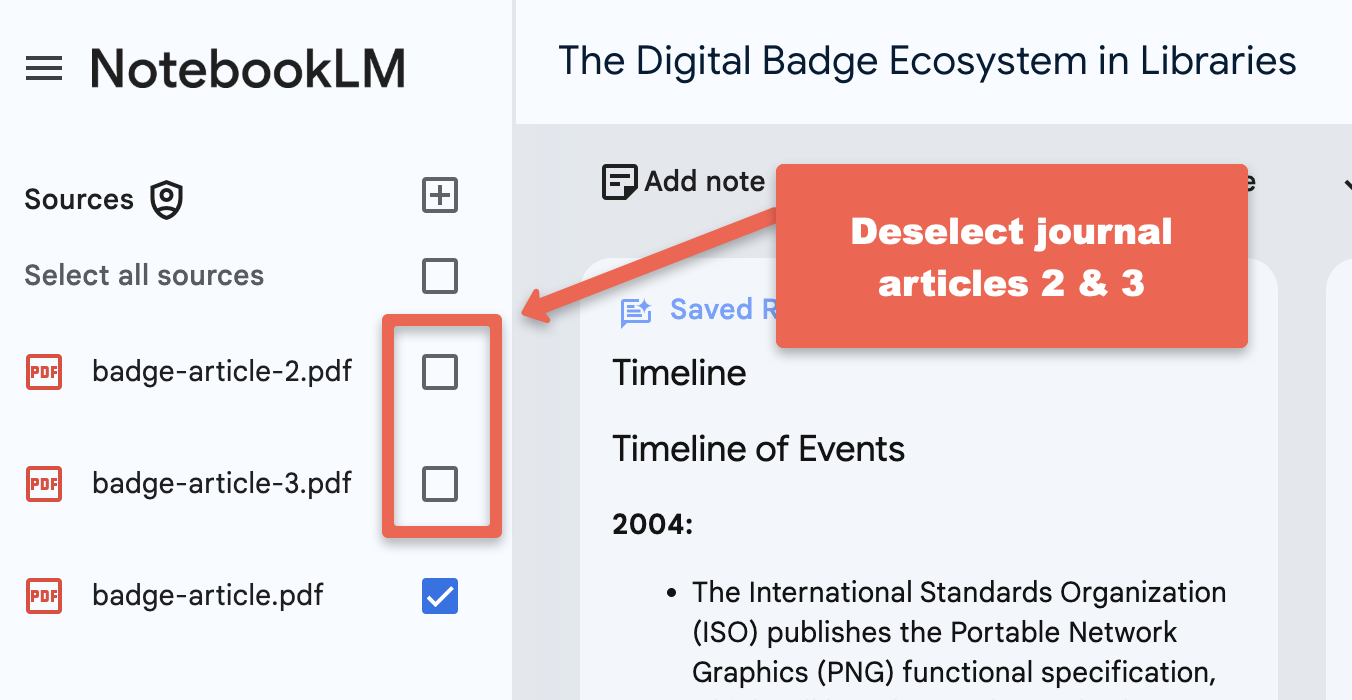 NotebookLM
The Digital Badge Ecosystem in Libraries
Sources
Add note
Select all sources
Deselect journal
articles 2 & 3
Saved
PDF badge-article-2.pdf
PDF badge-article-3.pdf
PDF badge-article.pdf
Timeline
Timeline of Events
2004:
• The International Standards Organization
(ISO) publishes the Portable Network
Graphics (PNG) functional specification,